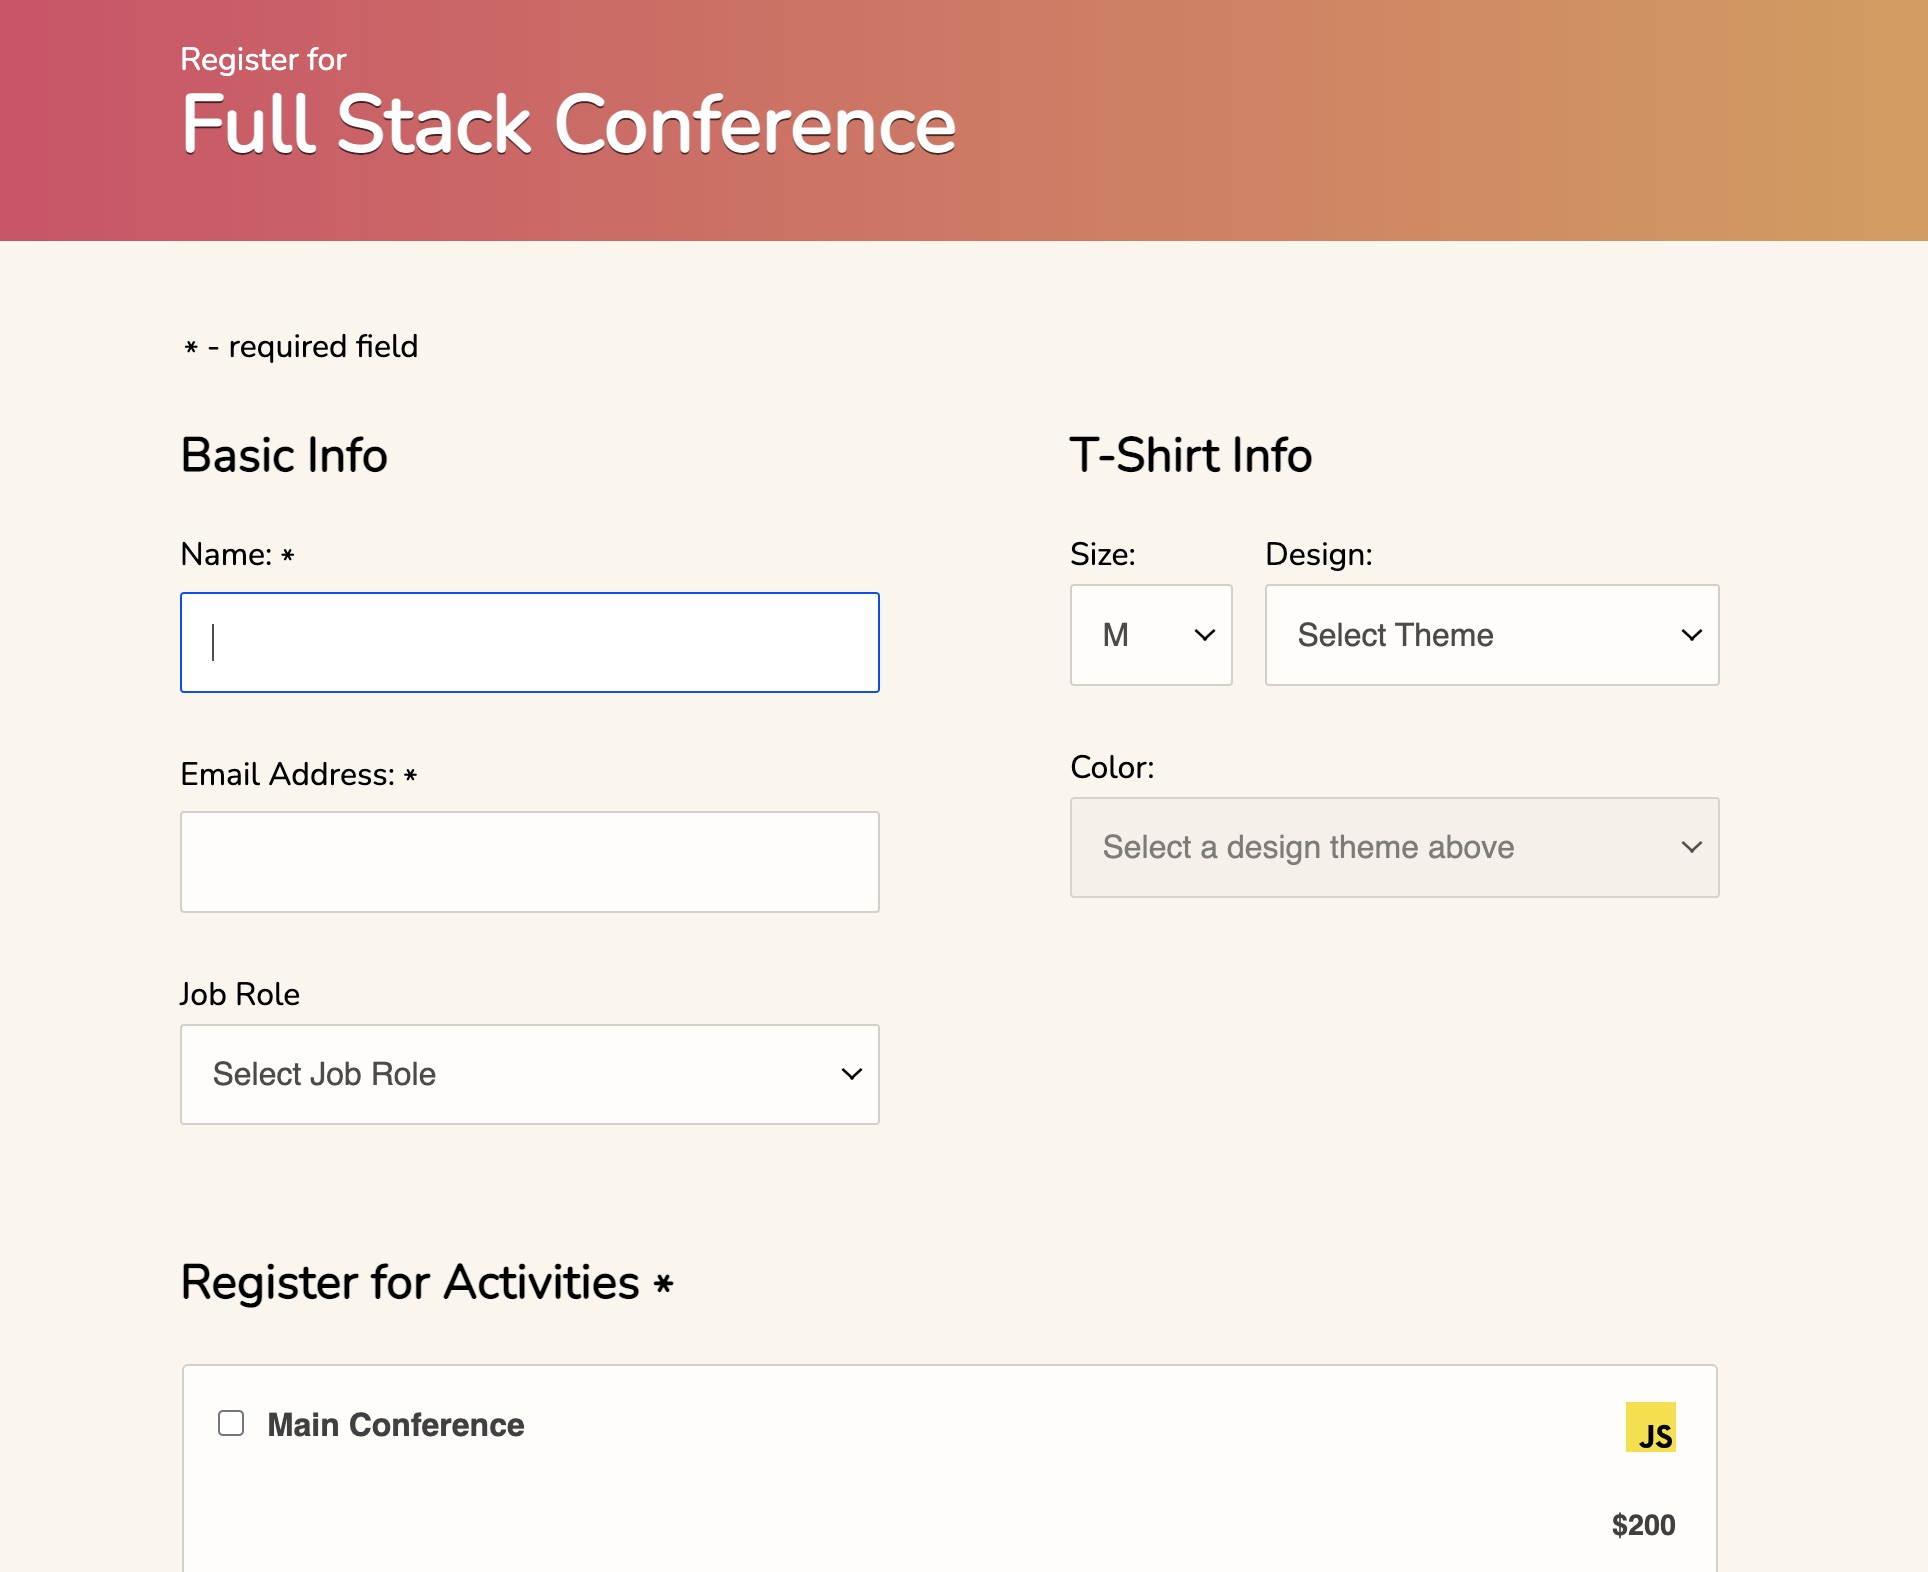 Register for
Full Stack Conference
* - required field
Basic Info
Name: *
Email Address: *
Job Role
Select Job Role
T-Shirt Info
Size:
M
Design:
Select Theme
Color:
Select a design theme above
Register for Activities *
Main Conference
JS
$200